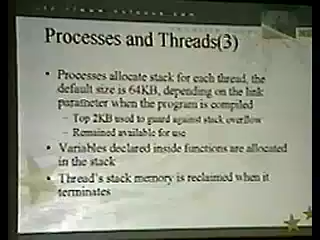 Processes and Threads(3)
• Processes allocate stack for each thread, the
default size is 64KB, depending on the link
parameter when the program is compiled
– Top 2KB used to guard against stack overflow
– Remained available for use
• Variables declared inside functions are allocated
in the stack
• Thread's stack memory is reclaimed when it
terminates